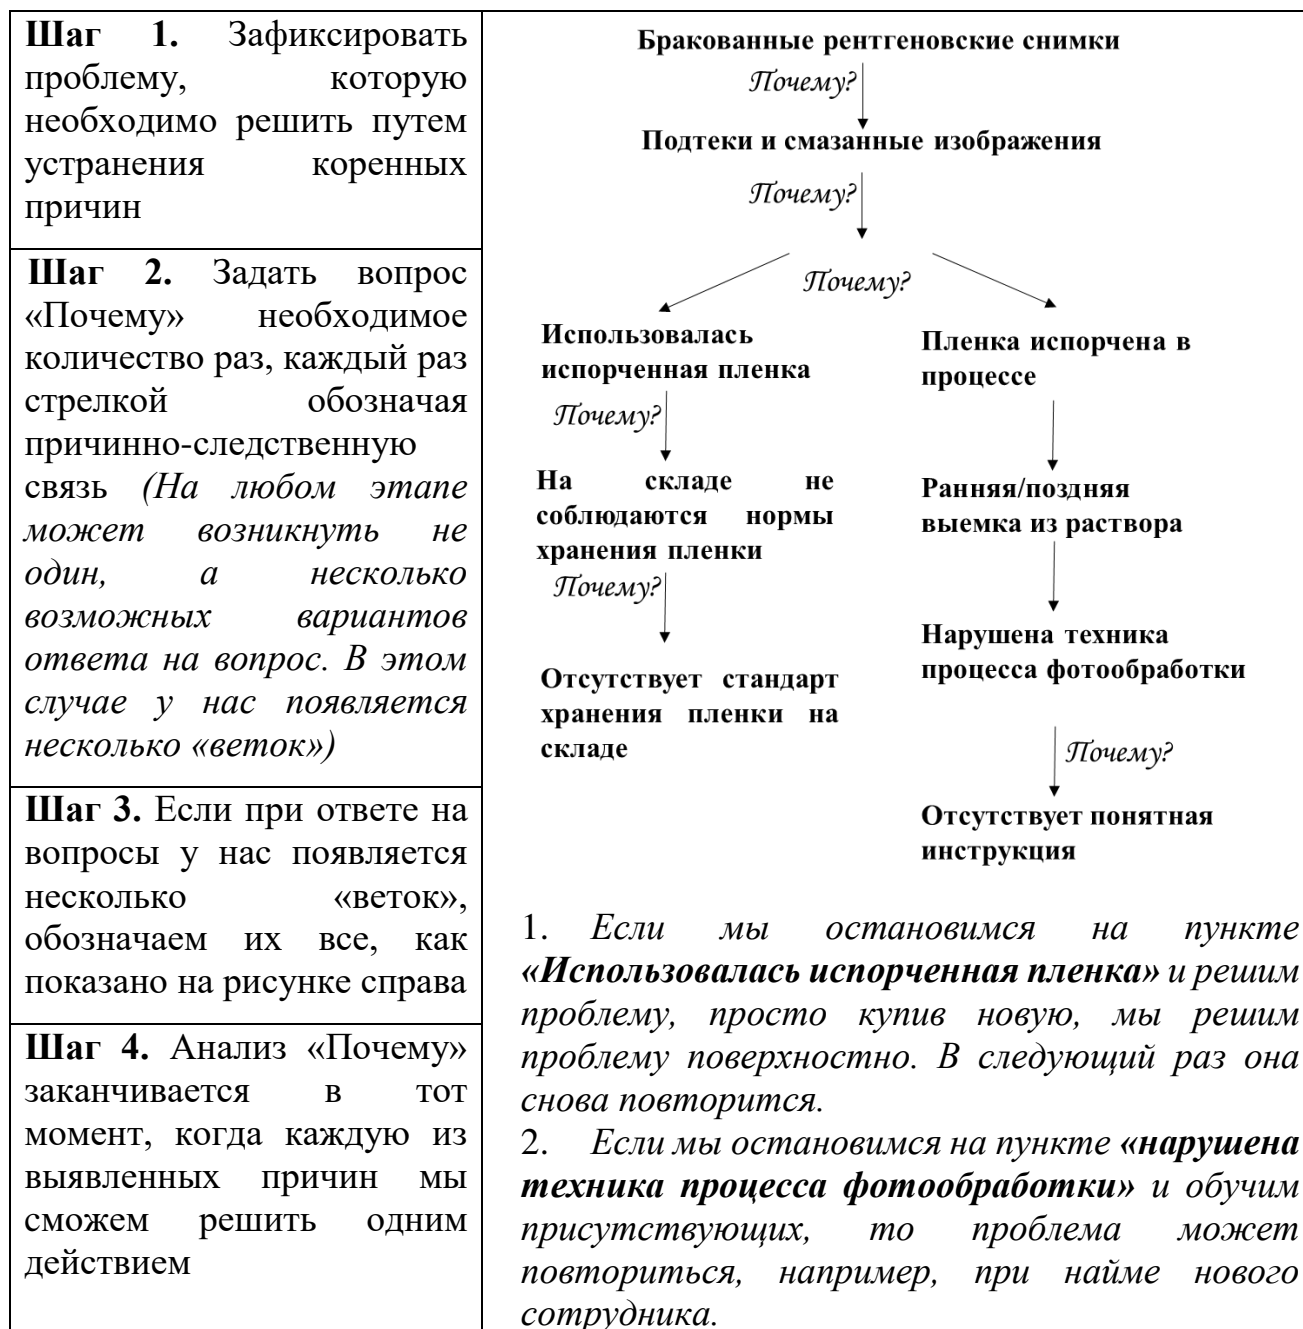 Шаг 1. Зафиксировать
проблему, которую
необходимо решить путем
устранения коренных
причин
Шаг 2. Задать вопрос
«Почему» необходимое
количество раз, каждый раз
стрелкой обозначая
причинно-следственную
связь (На любом этапе
может возникнуть не
один, а несколько
возможных вариантов
ответа на вопрос. В этом
случае у нас появляется
несколько «веток»)
Шаг 3. Если при ответе на
вопросы у нас появляется
несколько «веток»,
обозначаем их все, как
показано на рисунке справа
Шаг 4. Анализ «Почему»
заканчивается в тот
момент, когда каждую из
выявленных причин мы
сможем решить одним
действием
Бракованные рентгеновские снимки
Почему?
Подтеки и смазанные изображения
Почему?
Почему?
Использовалась
испорченная пленка
Почему?
На складе не
соблюдаются нормы
хранения пленки
Почему?
Отсутствует стандарт
хранения пленки на
складе
Пленка испорчена в
процессе
Ранняя/поздняя
выемка из раствора
Нарушена техника
процесса фотообработки
Почему?
Отсутствует понятная
инструкция
1. Если мы остановимся на пункте
«Использовалась испорченная пленка» и решим
проблему, просто купив новую, мы решим
проблему поверхностно. В следующий раз она
снова повторится.
2. Если мы остановимся на пункте «нарушена
техника процесса фотообработки» и обучим
присутствующих, то проблема может
повториться, например, при найме нового
сотрудника.